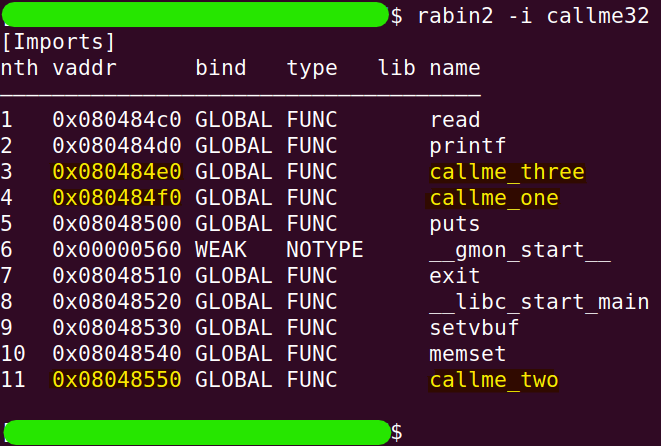 $ rabin2 -i callme32
[Imports]
nth vaddr      bind   type   lib name
―――――――――――――――――――――――――――――――――――――
1   0x080484c0 GLOBAL FUNC       read
2   0x080484d0 GLOBAL FUNC       printf
3   0x080484e0 GLOBAL FUNC       callme_three
4   0x080484f0 GLOBAL FUNC       callme_one
5   0x08048500 GLOBAL FUNC       puts
6   0x00000560 WEAK   NOTYPE     __gmon_start__
7   0x08048510 GLOBAL FUNC       exit
8   0x08048520 GLOBAL FUNC       __libc_start_main
9   0x08048530 GLOBAL FUNC       setvbuf
10  0x08048540 GLOBAL FUNC       memset
11  0x08048550 GLOBAL FUNC       callme_two
$